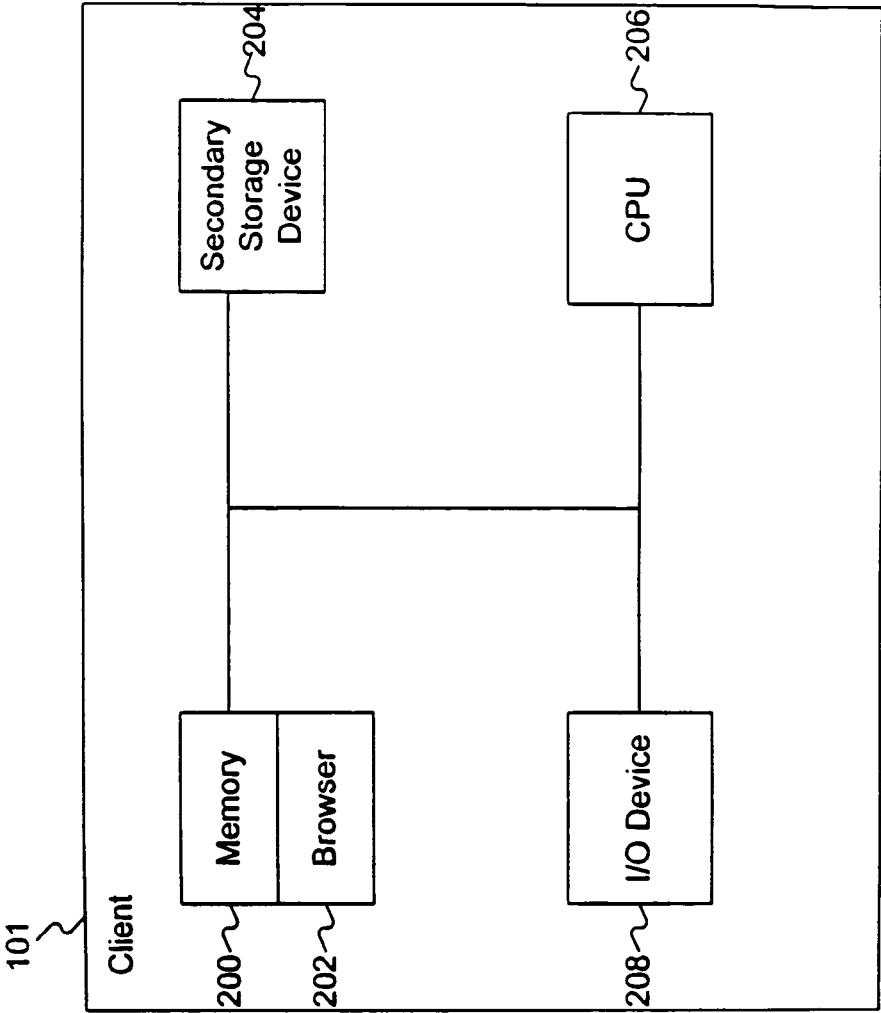 101
Client
200
Memory
Secondary
Storage
Device
204
202
Browser
208
I/O Device
CPU
206